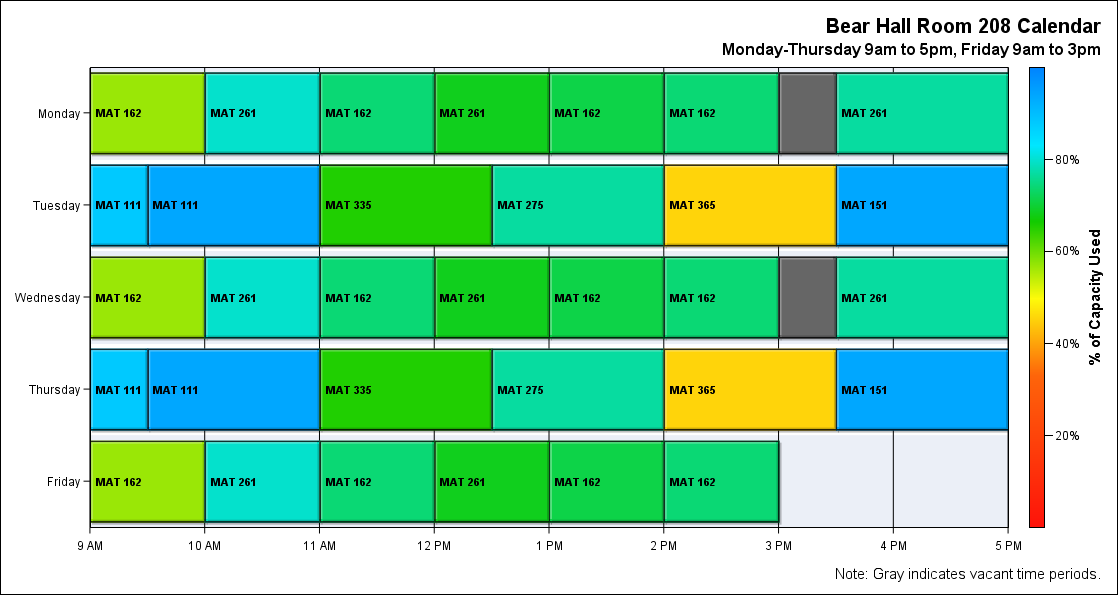 Bear Hall Room 208 Calendar
Monday-Thursday 9am to 5pm, Friday 9am to 3pm
Monday MAT 162 MAT 261 MAT 162 MAT 261 MAT 162 MAT 162 MAT 261
80%
Tuesday MAT 111 MAT 111 MAT 335 MAT 275 MAT 365 MAT 151
60%
% of Capacity Used
Wednesday MAT 162 MAT 261 MAT 162 MAT 261 MAT 162 MAT 162 MAT 261
40%
Thursday MAT 111 MAT 111 MAT 335 MAT 275 MAT 365 MAT 151
20%
Friday MAT 162 MAT 261 MAT 162 MAT 261 MAT 162 MAT 162
9 AM 10 AM 11 AM 12 PM 1 PM 2 PM 3 PM 4 PM 5 PM
Note: Gray indicates vacant time periods.